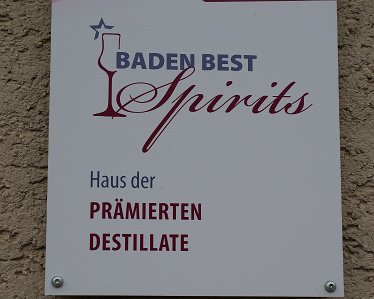 BADEN BEST
Spirits
Haus der
PRÄMIERTEN
DESTILLATE